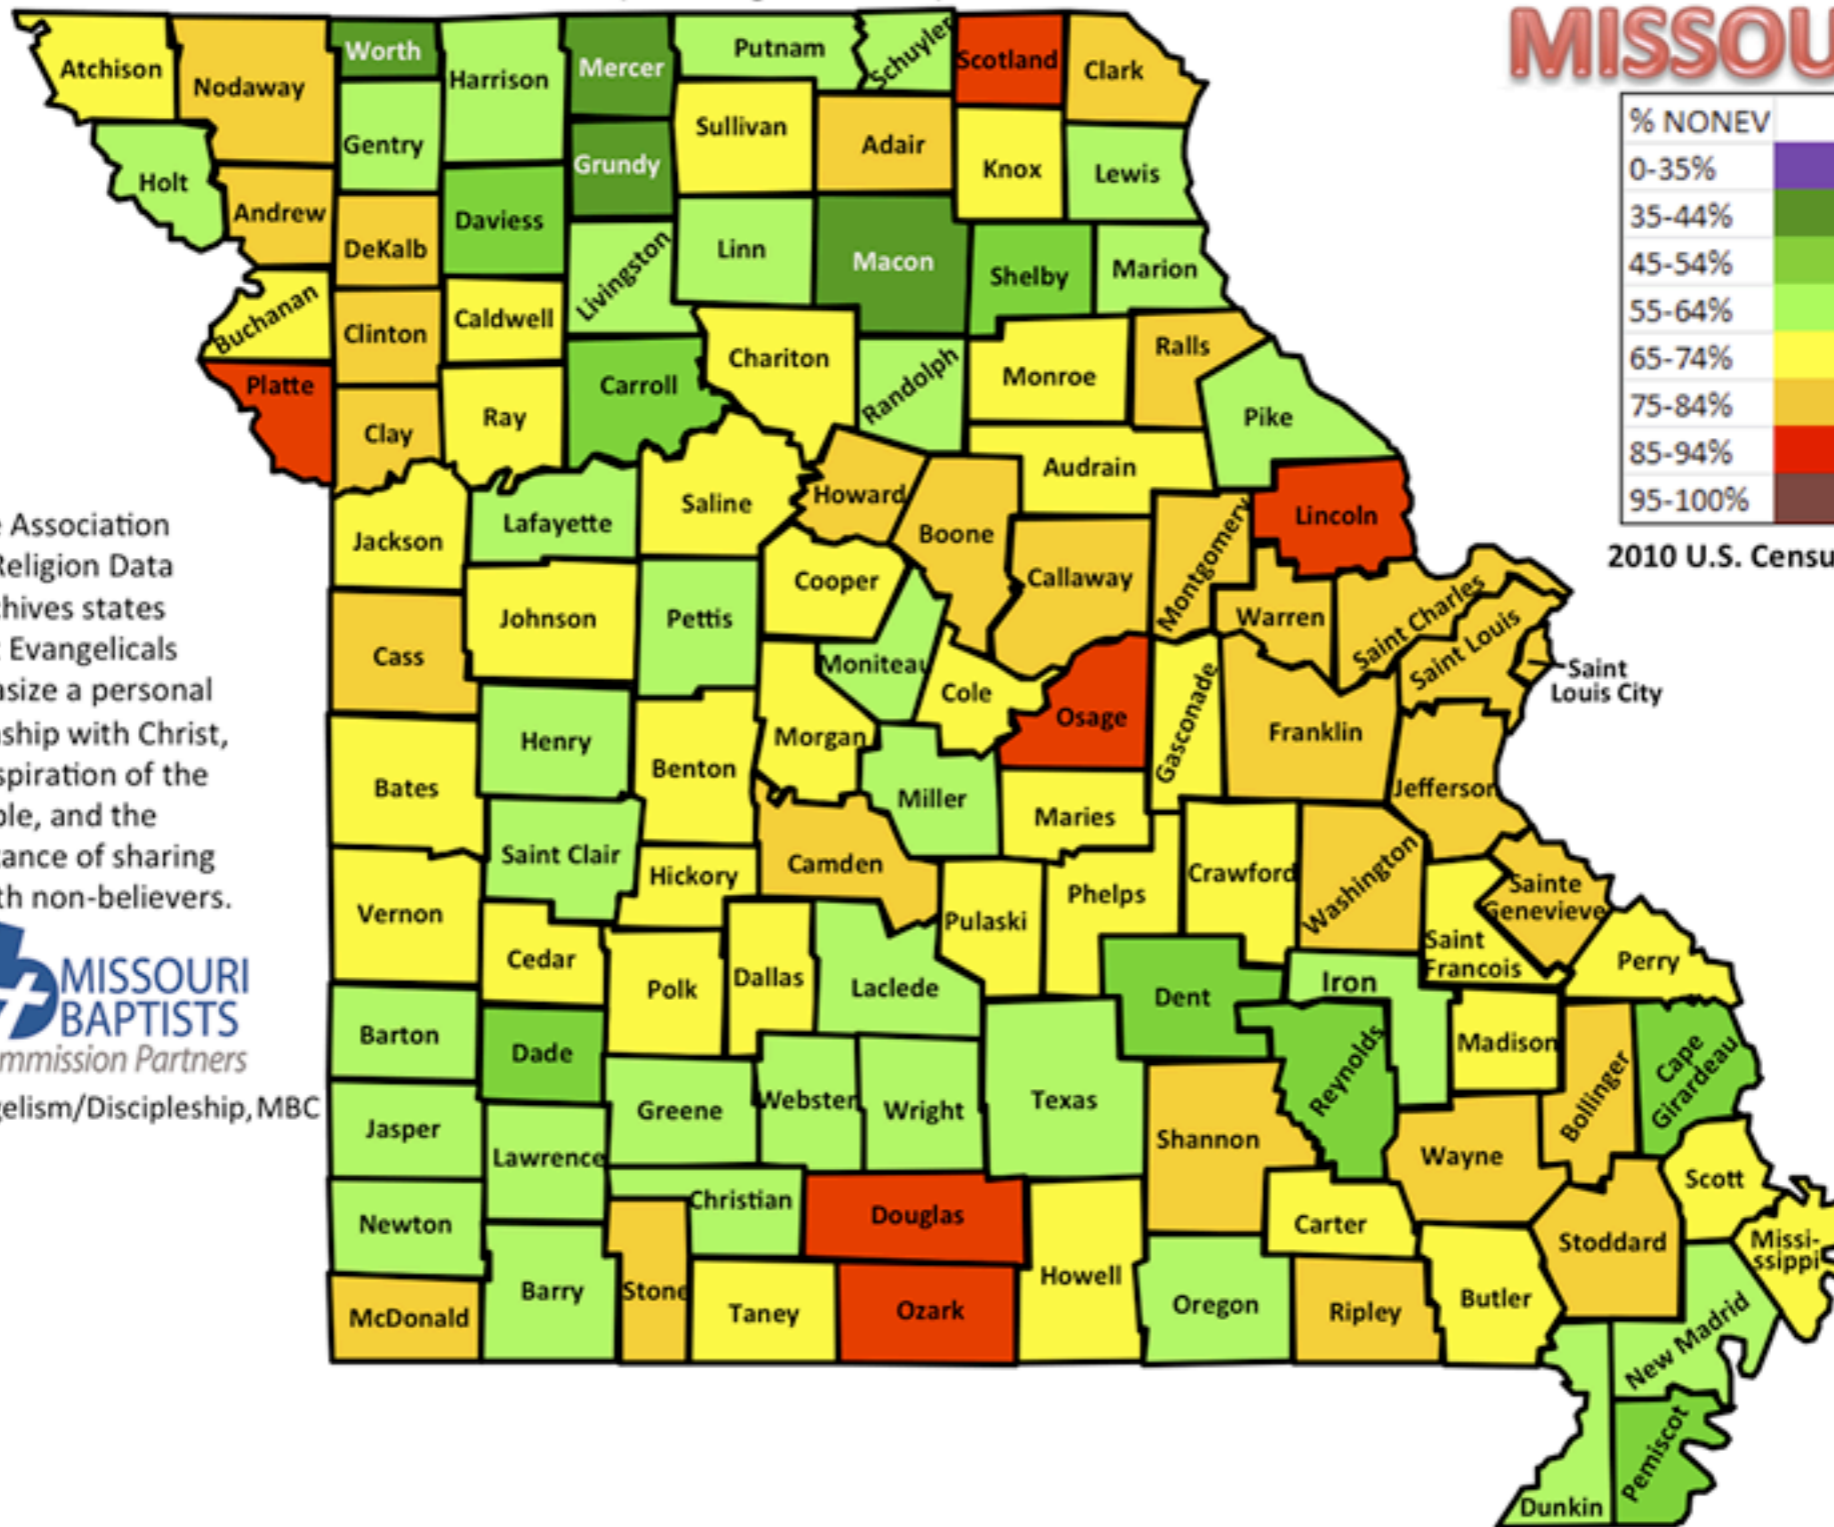 MISSOU
% NONEV
0-35%
35-44%
45-54%
55-64%
65-74%
75-84%
85-94%
95-100%
2010 U.S. Censu
Atchison
Nodaway
Worth
Harrison
Mercer
Putnam
Schuyler
Scotland
Clark
Gentry
Sullivan
Adair
Knox
Lewis
Holt
Andrew
DeKalb
Daviess
Grundy
Livingston
Linn
Macon
Shelby
Marion
Buchanan
Clinton
Caldwell
Chariton
Randolph
Monroe
Ralls
Pike
Platte
Clay
Ray
Carroll
Saline
Howard
Boone
Audrain
Callaway
Montgomery
Lincoln
Warren
Saint Charles
Saint Louis
Saint
Louis City
Jackson
Lafayette
Johnson
Pettis
Cooper
Moniteau
Cole
Osage
Gasconade
Franklin
Jefferson
Cass
Henry
Benton
Morgan
Miller
Maries
Bates
Saint Clair
Hickory
Camden
Pulaski
Phelps
Crawford
Washington
Saint
Francois
Sainte
Genevieve
Perry
Vernon
Cedar
Polk
Dallas
Laclede
Dent
Iron
Reynolds
Madison
Bollinger
Cape
Girardeau
Barton
Dade
Greene
Webster
Wright
Texas
Shannon
Wayne
Scott
Missi-
ssippi
Jasper
Lawrence
Christian
Douglas
Howell
Carter
Stoddard
Newton
Barry
Stone
Taney
Ozark
Oregon
Ripley
Butler
New Madrid
McDonald
Dunkin
Pemiscot
e Association
Religion Data
chives states
t Evangelicals
asize a personal
nship with Christ,
spiration of the
ble, and the
tance of sharing
th non-believers.
MISSOURI
BAPTISTS
mmission Partners
gelism/Discipleship, MBC